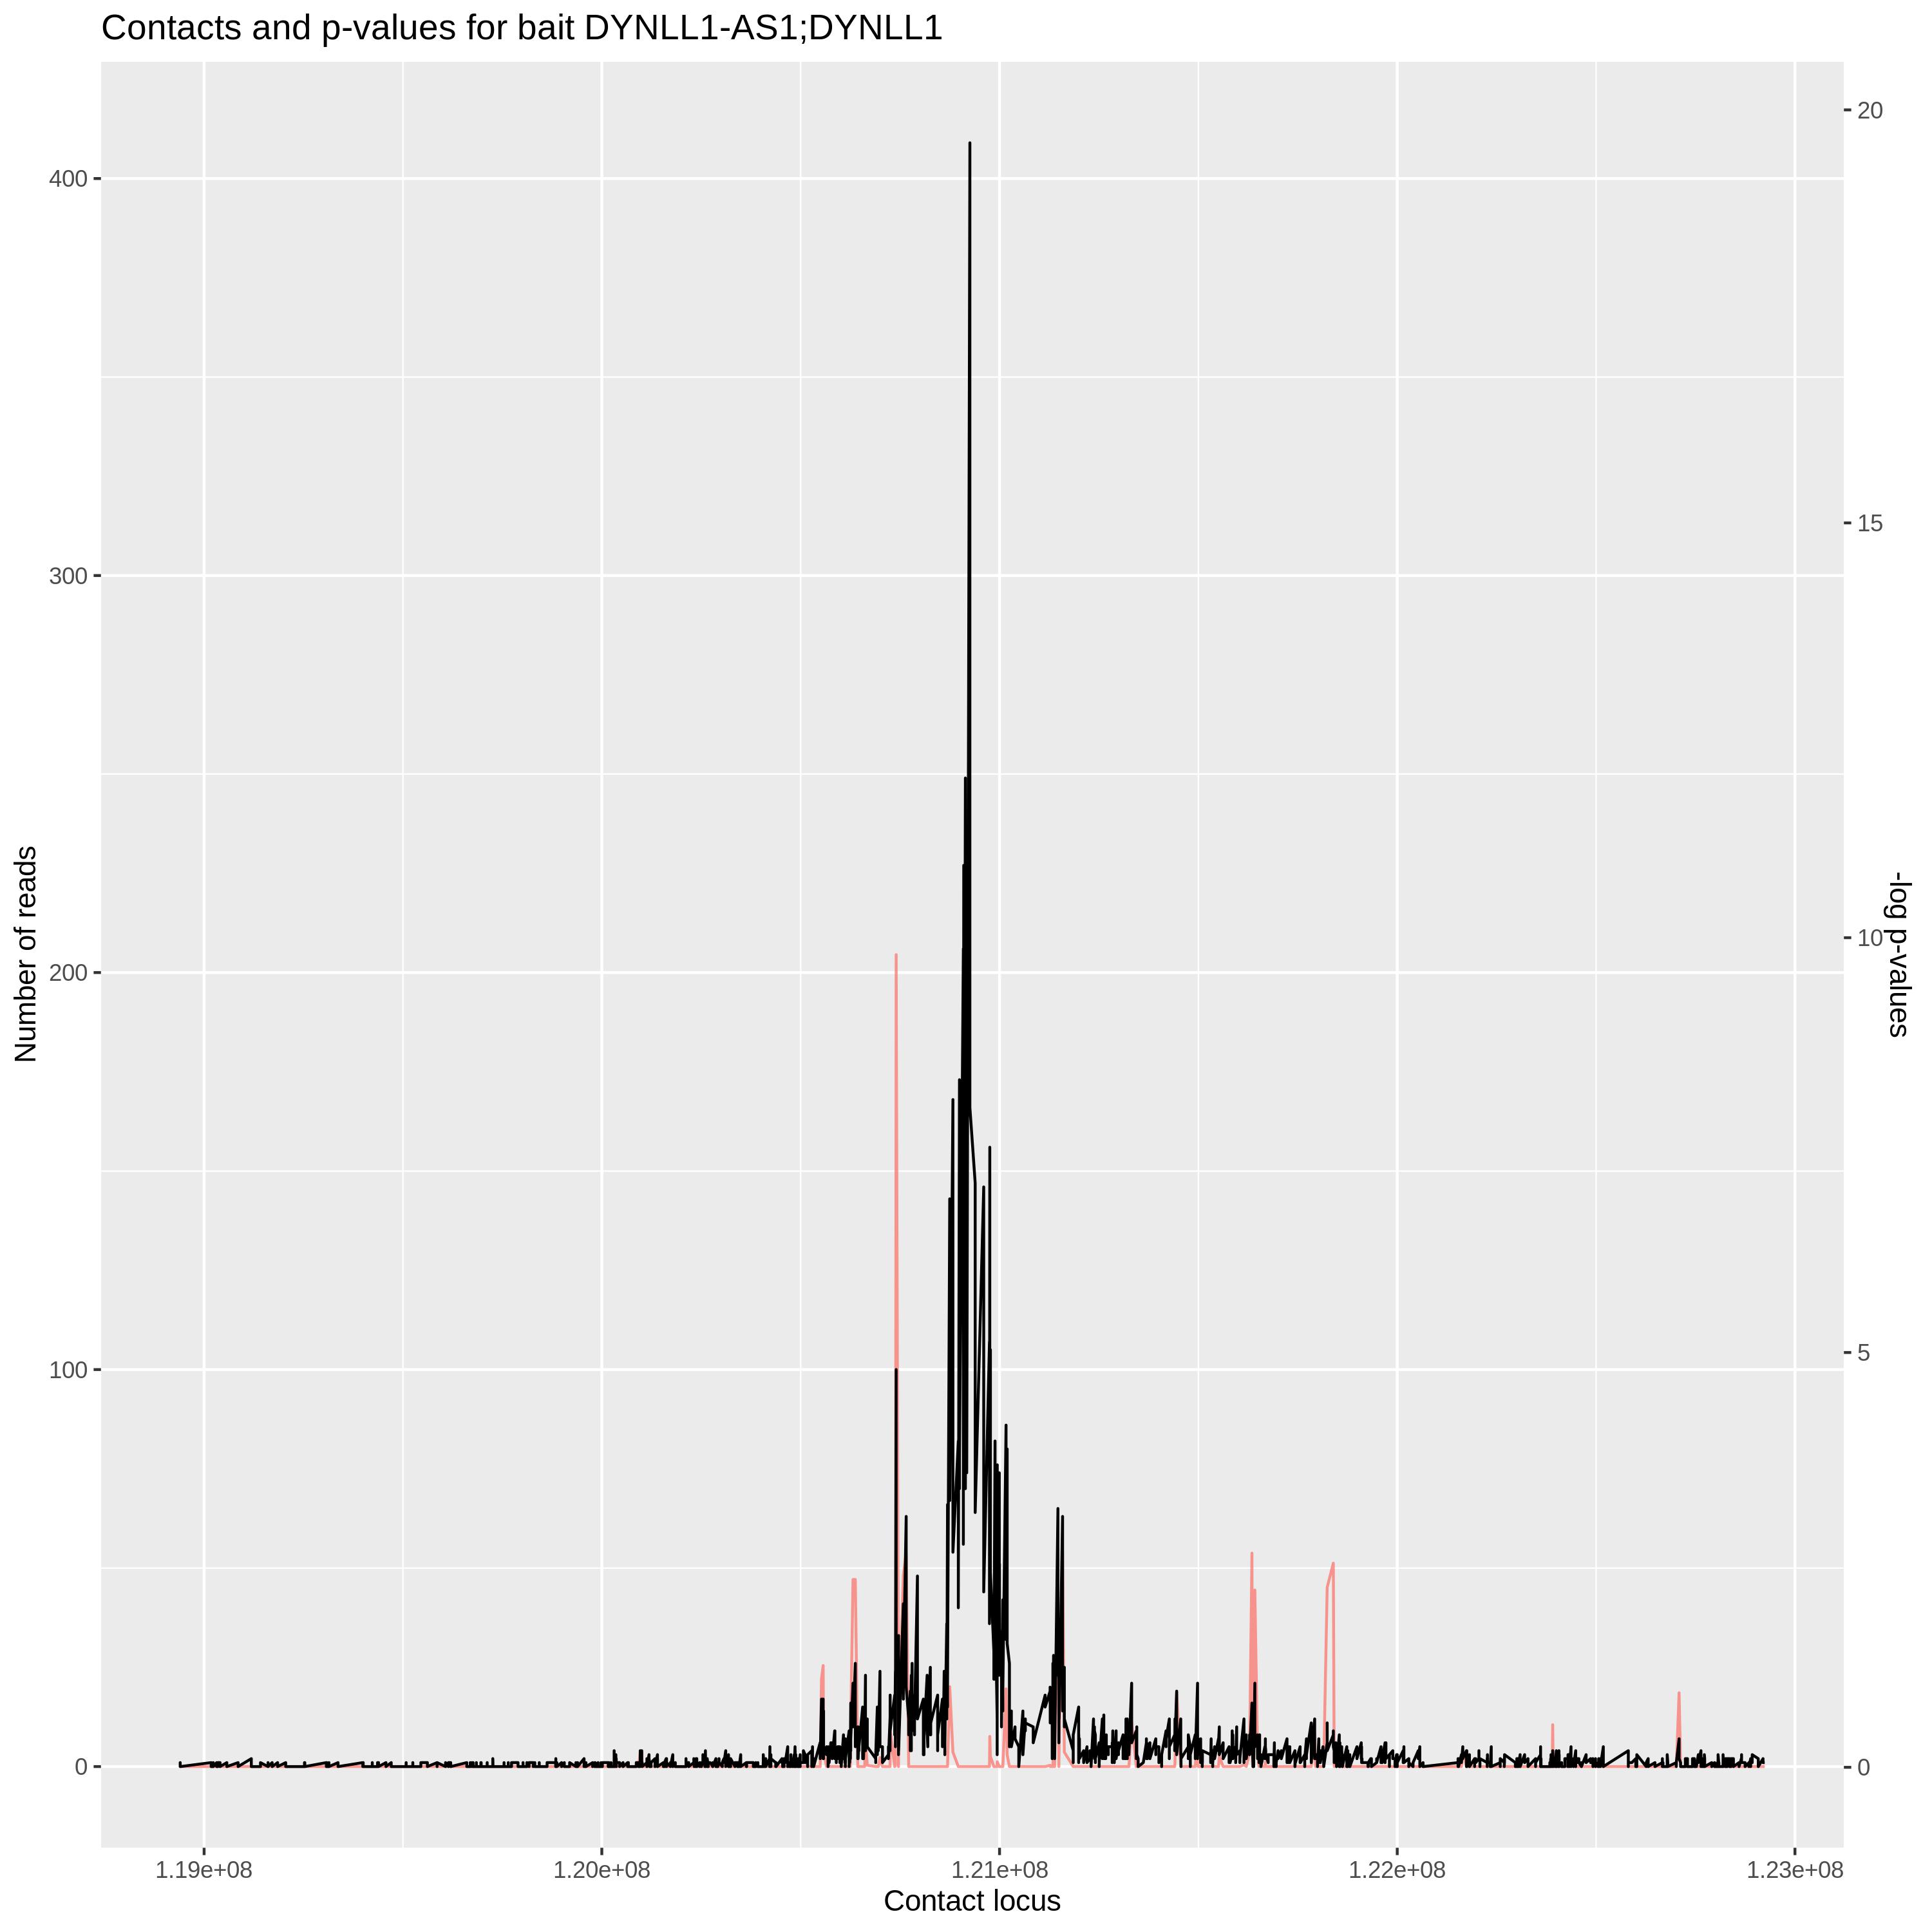 Contacts and p-values for bait DYNLL1-AS1;DYNLL1
400
300
200
100
0
Number of reads
20
15
10
5
0
-log p-values
1.19e+08
1.20e+08
1.21e+08
1.22e+08
1.23e+08
Contact locus